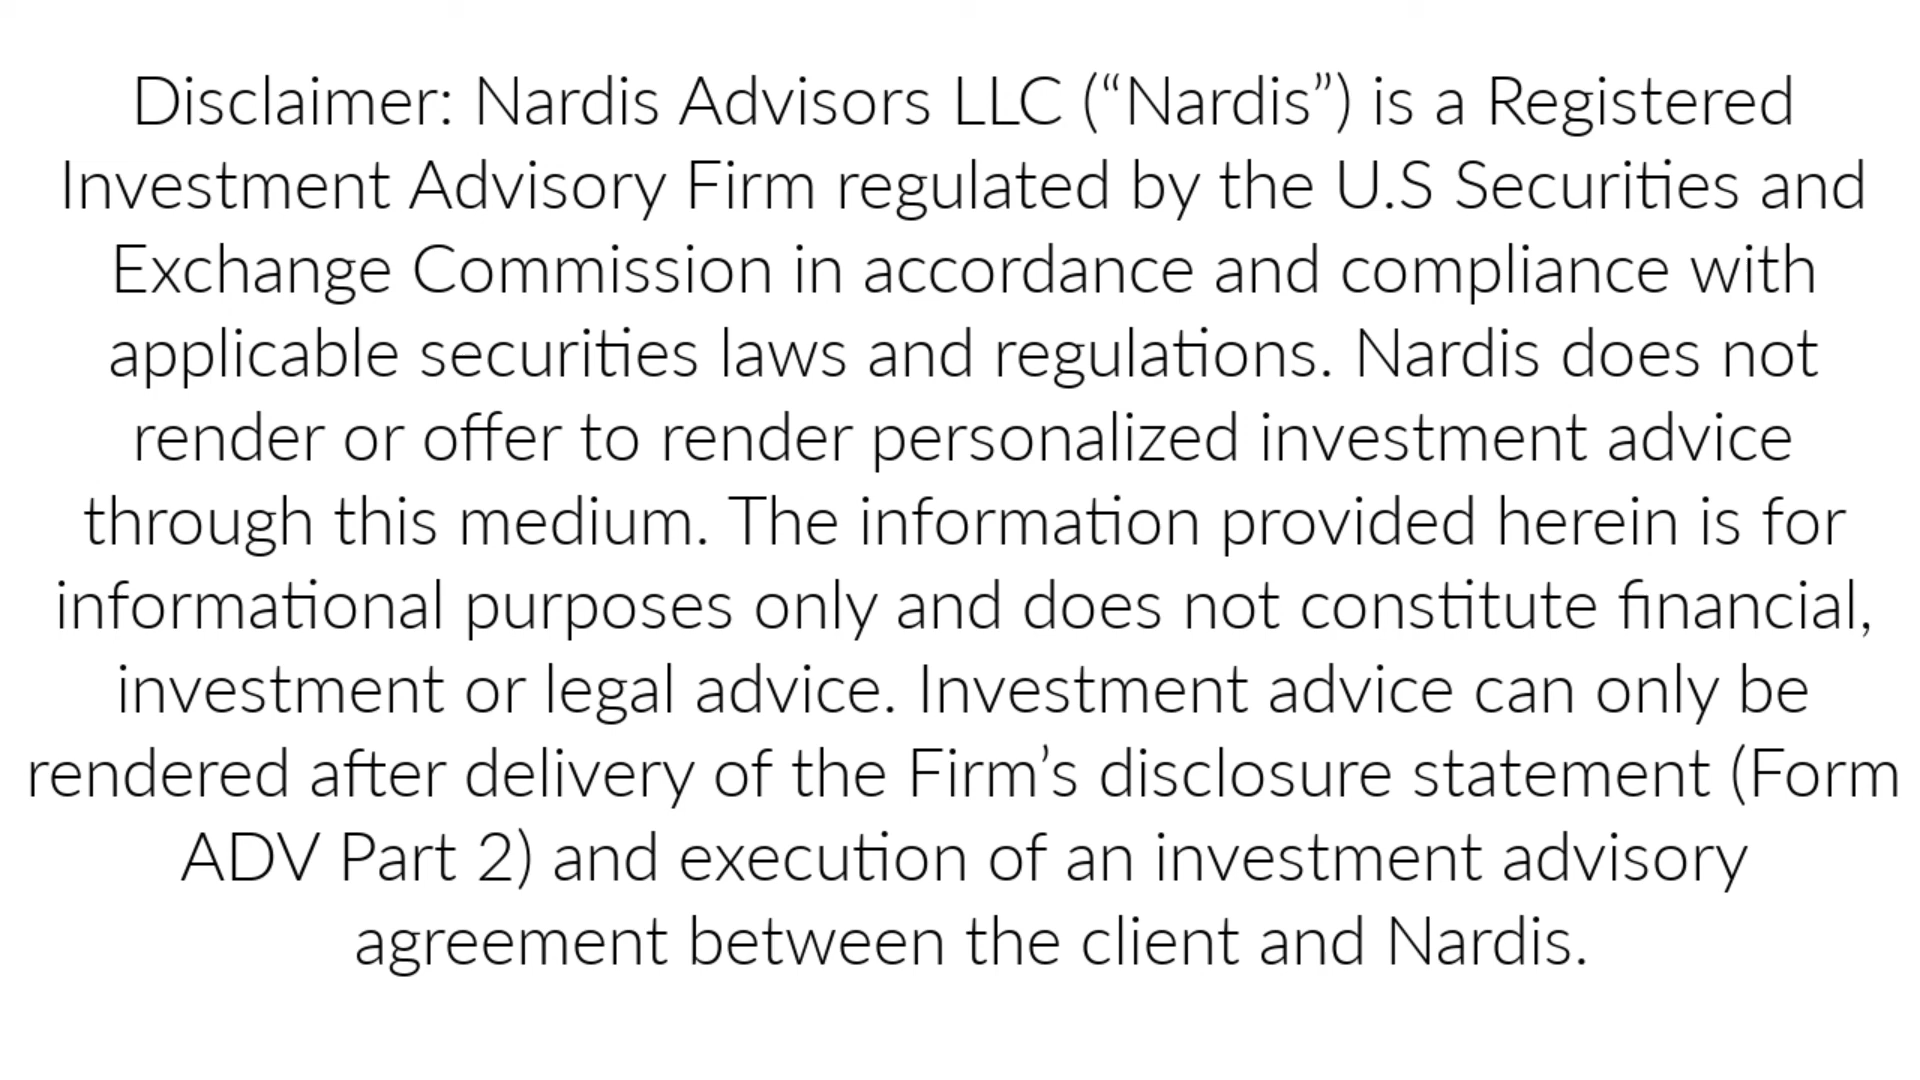 Disclaimer: Nardis Advisors LLC (“Nardis”) is a Registered
Investment Advisory Firm regulated by the U.S Securities and
Exchange Commission in accordance and compliance with
applicable securities laws and regulations. Nardis does not
render or offer to render personalized investment advice
through this medium. The information provided herein is for
informational purposes only and does not constitute financial,
investment or legal advice. Investment advice can only be
rendered after delivery of the Firm’s disclosure statement (Form
ADV Part 2) and execution of an investment advisory
agreement between the client and Nardis.